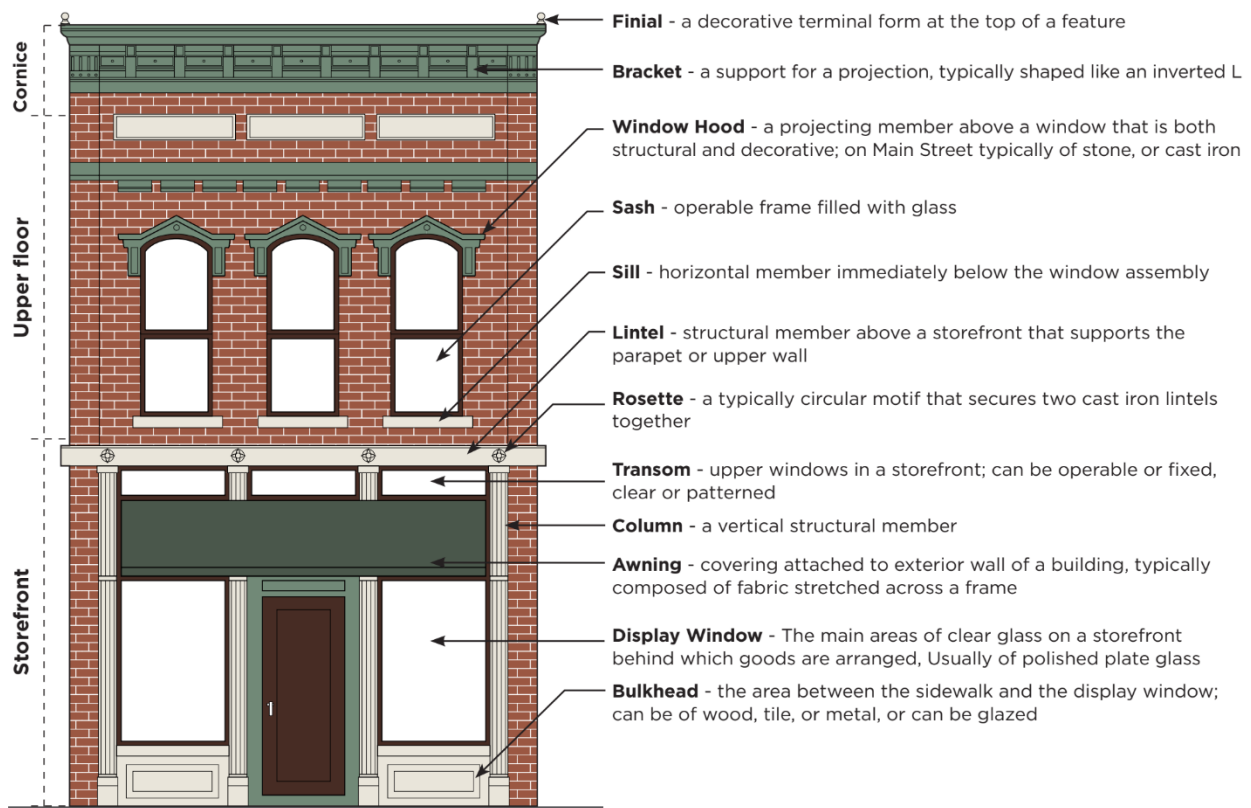 Cornice
Upper floor
Storefront
Finial - a decorative terminal form at the top of a feature
Bracket - a support for a projection, typically shaped like an inverted L
Window Hood - a projecting member above a window that is both
structural and decorative; on Main Street typically of stone, or cast iron
Sash - operable frame filled with glass
Sill - horizontal member immediately below the window assembly
Lintel - structural member above a storefront that supports the
parapet or upper wall
Rosette - a typically circular motif that secures two cast iron lintels
together
Transom - upper windows in a storefront; can be operable or fixed,
clear or patterned
Column - a vertical structural member
Awning - covering attached to exterior wall of a building, typically
composed of fabric stretched across a frame
Display Window - The main areas of clear glass on a storefront
behind which goods are arranged, Usually of polished plate glass
Bulkhead - the area between the sidewalk and the display window;
can be of wood, tile, or metal, or can be glazed